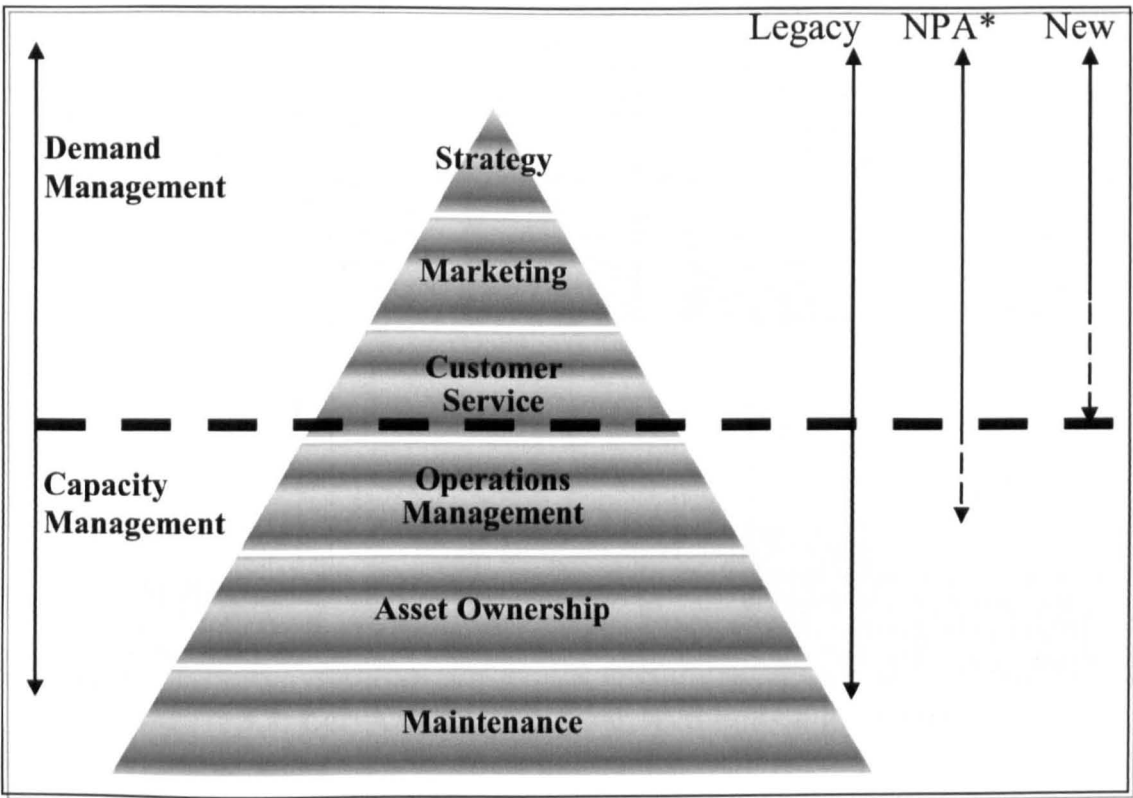 Legacy NPA* New
Demand
Management
Strategy
Marketing
Customer
Service
Capacity
Management
Operations
Management
Asset Ownership
Maintenance